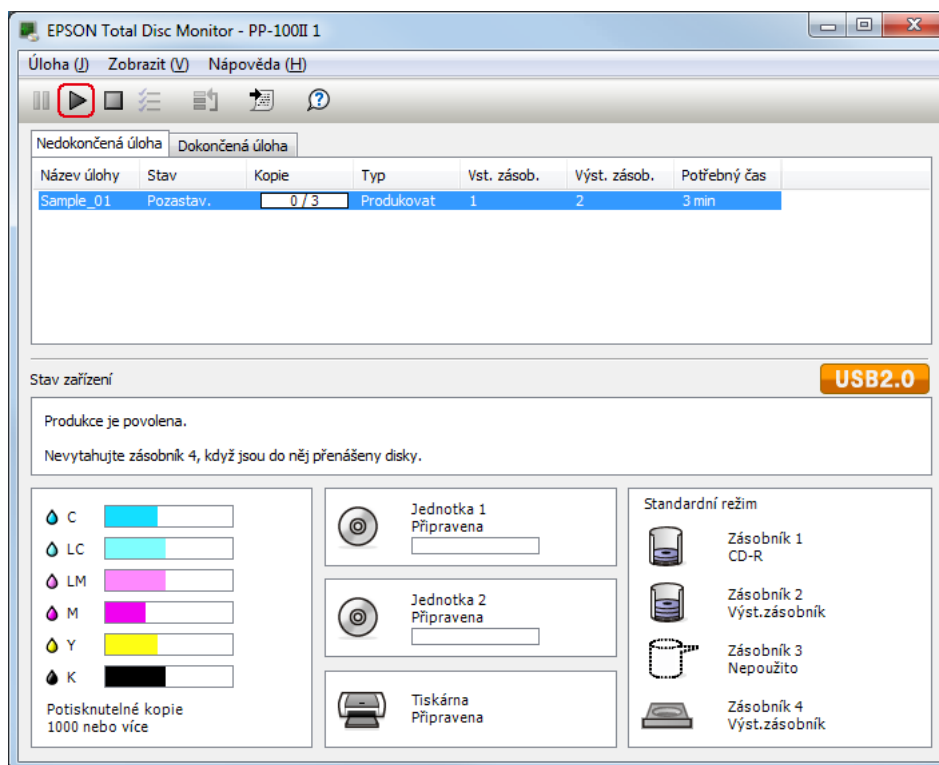 EPSON Total Disc Monitor - PP-100II 1
Úloha (J) Zobrazit (V) Nápověda (H)
Nedokončená úloha Dokončená úloha
Název úlohy Stav Kopie Typ Vst. zásob. Výst. zásob. Potřebný čas
Sample_01 Pozastav. 0 / 3 Produkovat 1 2 3 min
Stav zařízení USB2.0
Produkce je povolena.
Nevytahujte zásobník 4, když jsou do něj přenášeny disky.
C
LC
LM
M
Y
K
Potisknutelné kopie
1000 nebo více
Jednotka 1
Připravena
Jednotka 2
Připravena
Tiskárna
Připravena
Standardní režim
Zásobník 1
CD-R
Zásobník 2
Výst.zásobník
Zásobník 3
Nepoužito
Zásobník 4
Výst.zásobník